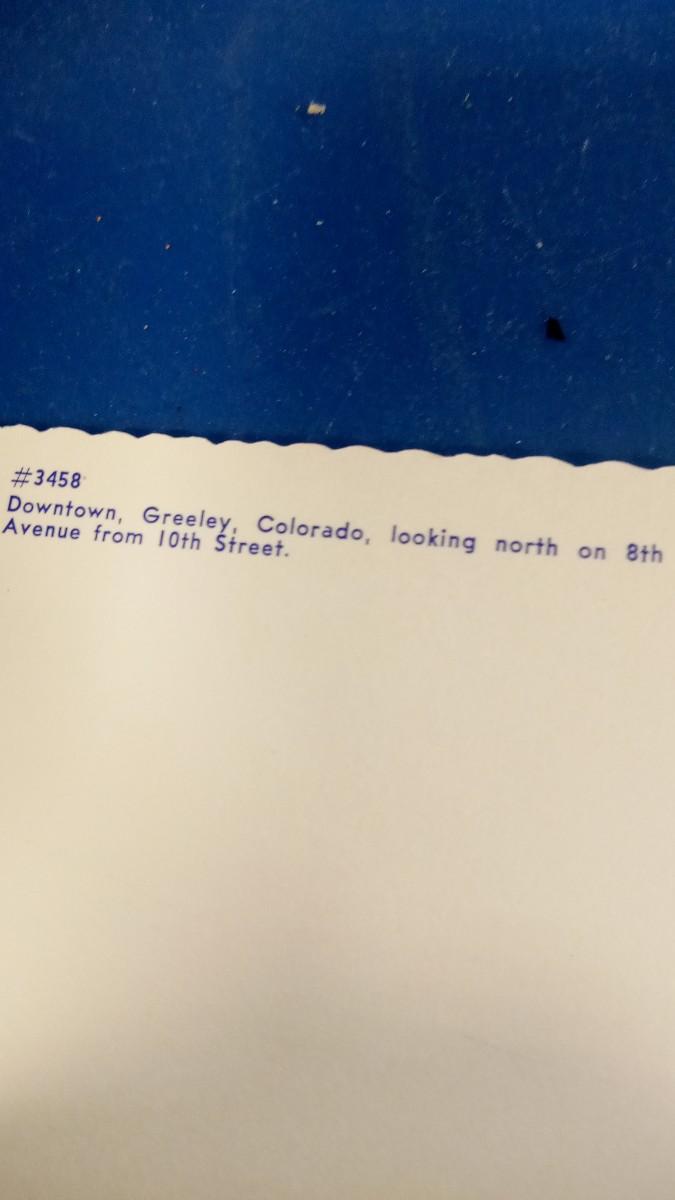 #3458
Downtown, Greeley, Colorado, looking north on 8th
Avenue from 10th Street.